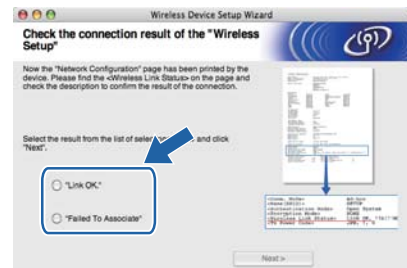 Wireless Device Setup Wizard
Check the connection result of the "Wireless
Setup"
Now the "Network Configuration" page has been printed by the
device. Please find the <Wireless Link Status> on the page and
check the description to confirm the result of the connection.
Select the result from the list of and click
"Next".
"Link OK."
"Failed To Associate"
<Wireless Link Status>
Next >